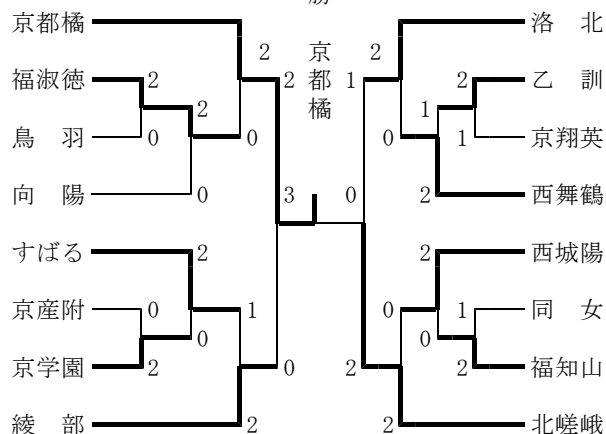 勝
京都橘
京都橘 2 2 1 2 洛 北
福淑徳 2 2 乙 訓
2 1
鳥 羽 0 0 0 1 京翔英
向 陽 0 3 0 2 西舞鶴
すばる 2 2 西城陽
京産附 0 1 0 1 同 女
京学園 2 0 0 2 0 2 福知山
綾 部 2 2 北嵯峨